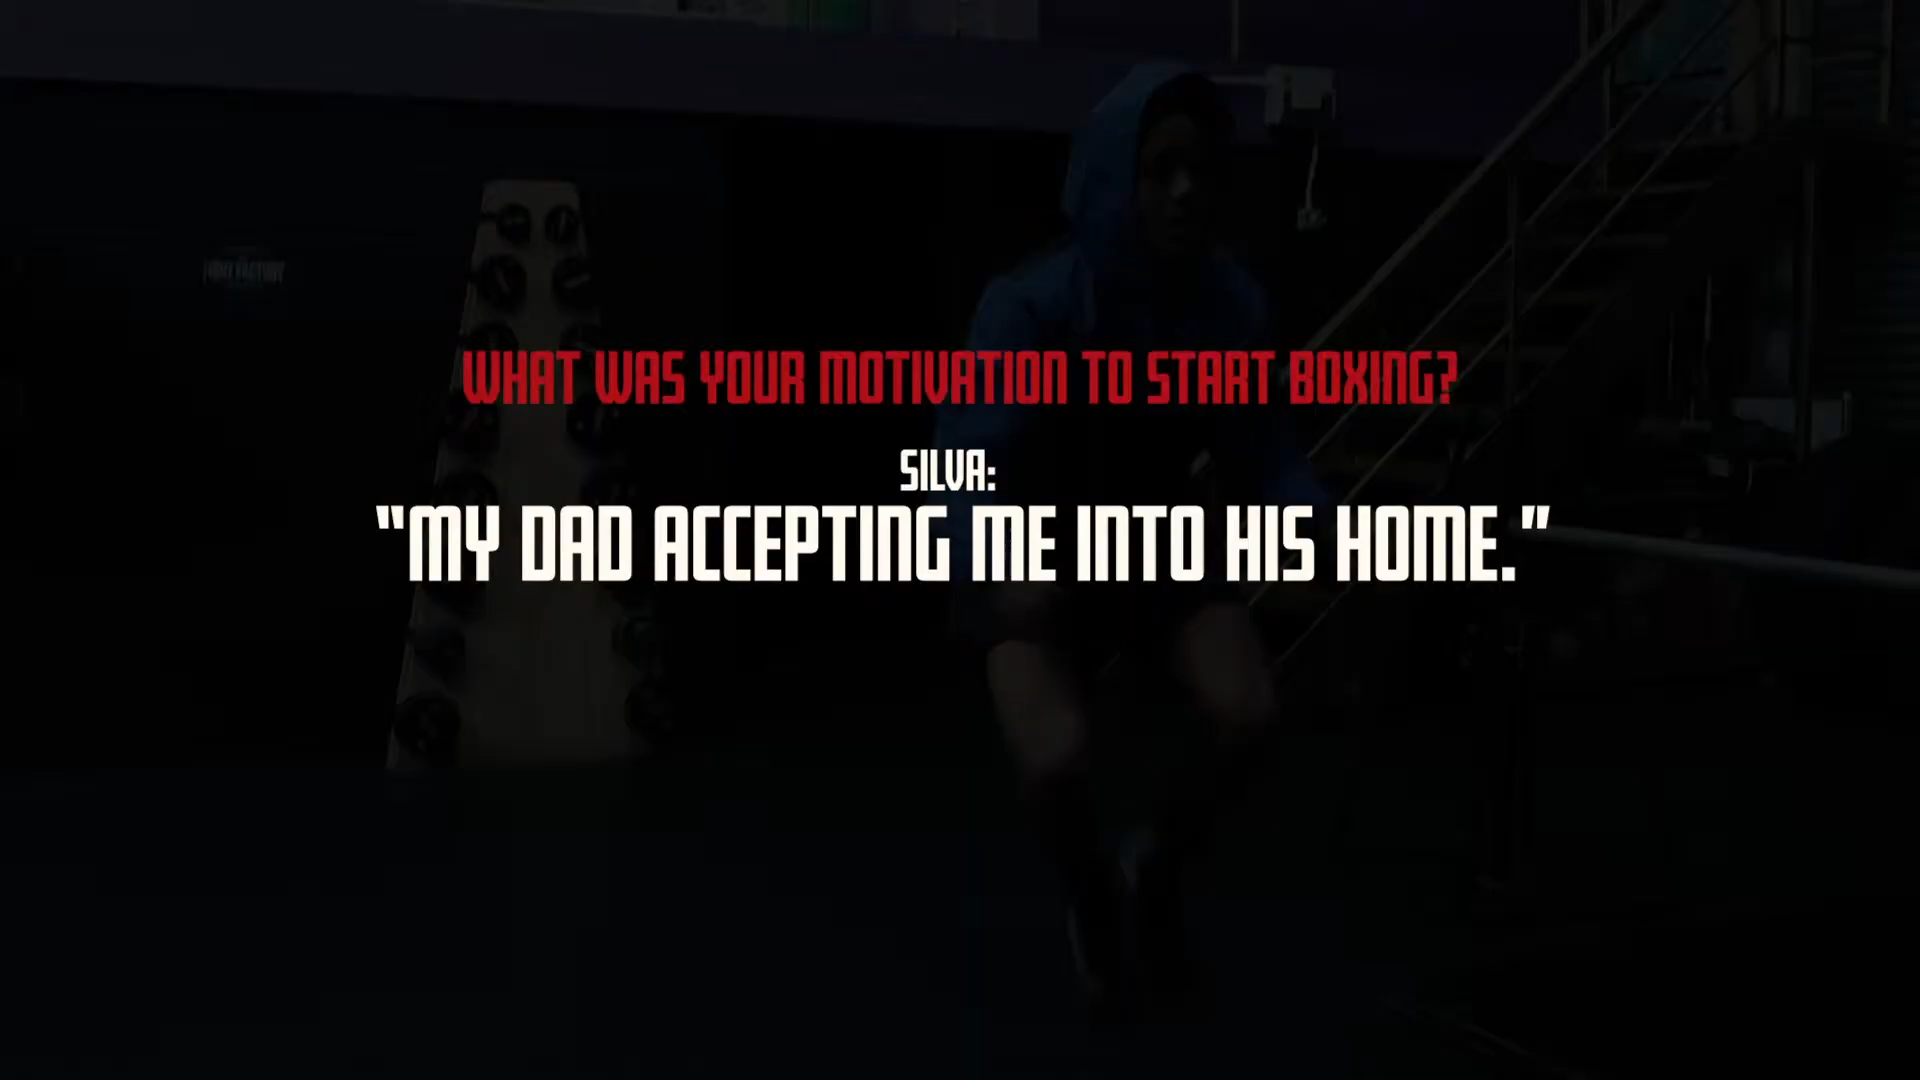 WHAT WAS YOUR MOTIVATION TO START BOXING?
SILVA:
“MY DAD ACCEPTING ME INTO HIS HOME.”